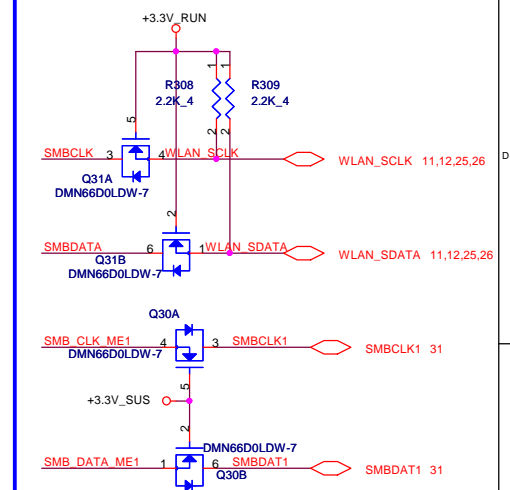 +3.3V_RUN
R308
2.2K_4
R309
2.2K_4
1
1
2
2
5
SMBCLK 3
4 WLAN_SCLK
WLAN_SCLK 11,12,25,26
D
Q31A
DMN66D0LDW-7
2
SMBDATA 6
1 WLAN_SDATA
WLAN_SDATA 11,12,25,26
Q31B
DMN66D0LDW-7
Q30A
SMB_CLK_ME1 4
3 SMBCLK1
SMBCLK1 31
DMN66D0LDW-7
5
+3.3V_SUS
2
DMN66D0LDW-7
SMB_DATA_ME1 1
6 SMBDAT1
SMBDAT1 31
Q30B